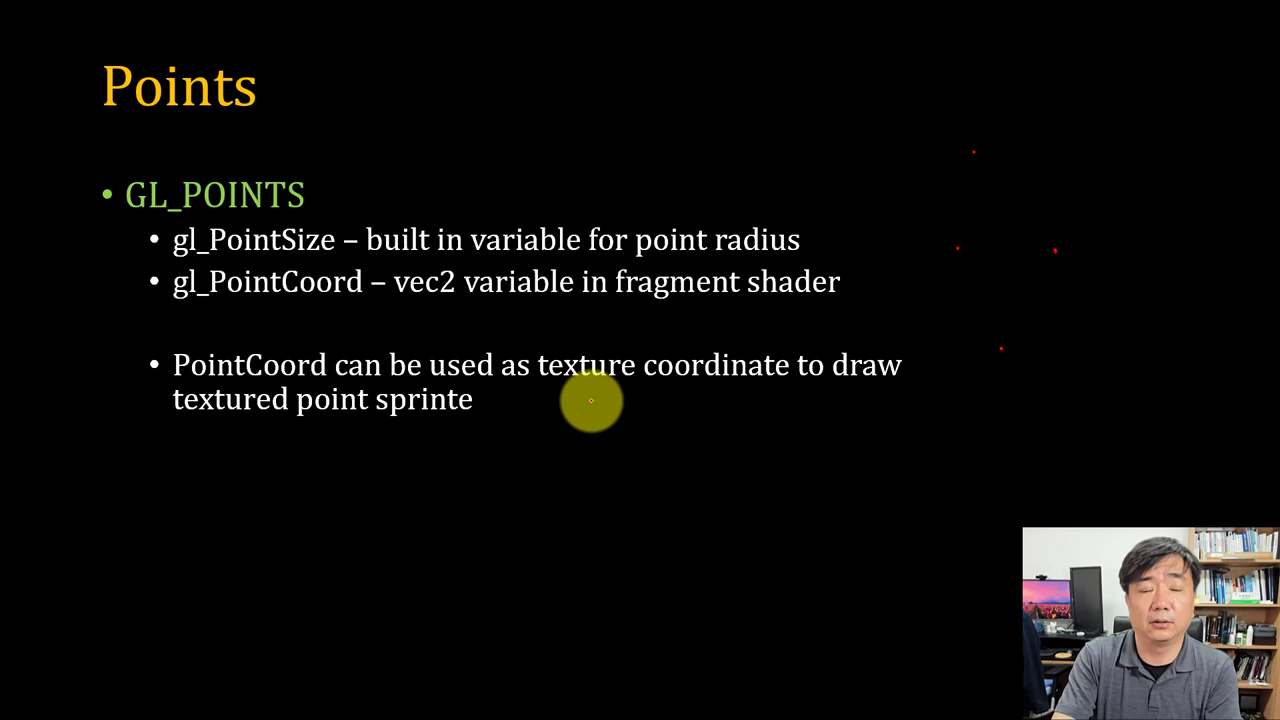 Points
• GL_POINTS
• gl_PointSize – built in variable for point radius
• gl_PointCoord – vec2 variable in fragment shader
• PointCoord can be used as texture coordinate to draw
textured point sprinte